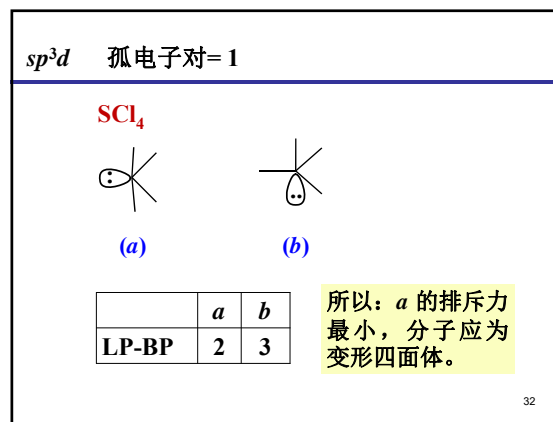 sp³d 孤电子对= 1
SCl₄
(a) (b)
a b
LP-BP 2 3
所以：a 的排斥力
最小，分子应为
变形四面体。
32